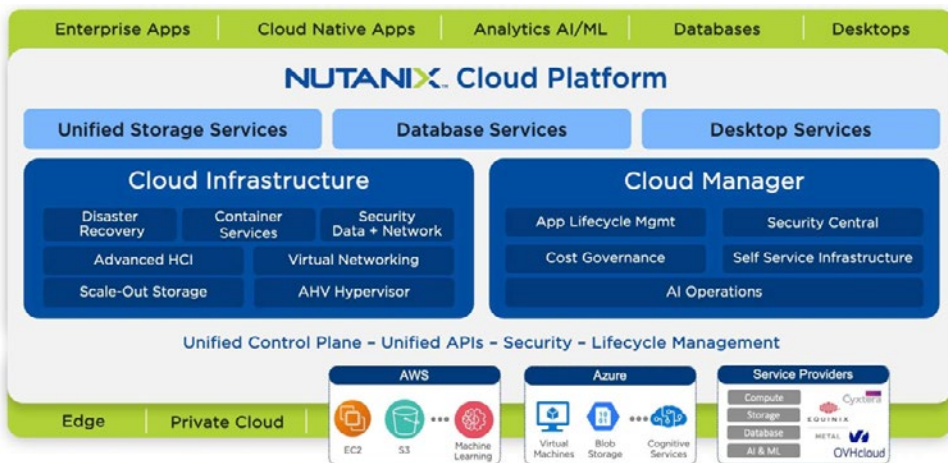 Enterprise Apps
Cloud Native Apps
Analytics AI/ML
Databases
Desktops
NUTANIX™ Cloud Platform
Unified Storage Services
Database Services
Desktop Services
Cloud Infrastructure
Disaster
Recovery
Container
Services
Security
Data + Network
Advanced HCI
Virtual Networking
Scale-Out Storage
AHV Hypervisor
Cloud Manager
App Lifecycle Mgmt
Security Central
Cost Governance
Self Service Infrastructure
AI Operations
Unified Control Plane – Unified APIs – Security – Lifecycle Management
Edge
Private Cloud
AWS
EC2
S3
Machine
Learning
Azure
Virtual
Machines
10
01
Blob
Storage
Cognitive
Services
Service Providers
Compute
Storage
Database
AI & ML
Cyxtera
EQUINIX
METAL
OVHcloud